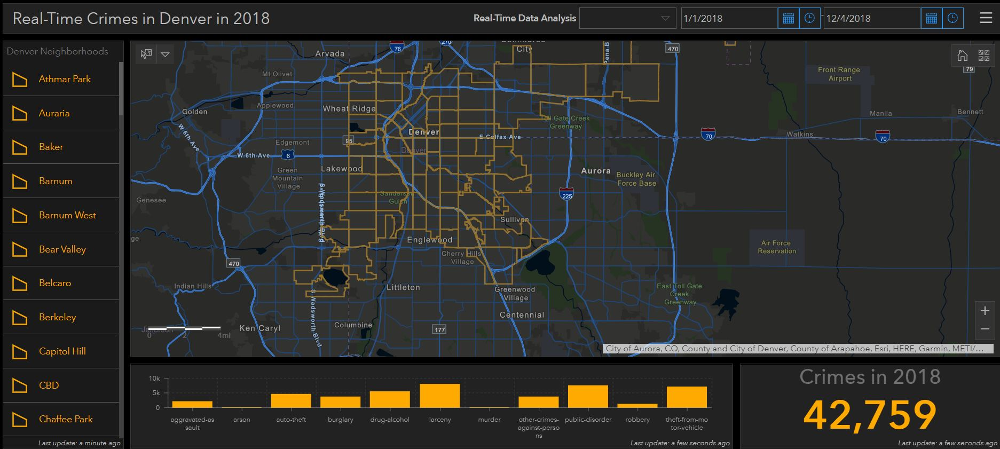 Real-Time Crimes in Denver in 2018
Real-Time Data Analysis
1/1/2018
-
12/4/2018
Denver Neighborhoods
Athmar Park
Auraria
Baker
Barnum
Barnum West
Bear Valley
Belcaro
Berkeley
Capitol Hill
CBD
Chaffee Park
Last update: a minute ago
City
Arvada
76
270
470
79
Mt Olivet
Front Range
Airport
Applewood
Golden
Wheat Ridge
Toll Gate Creek
Greenway
Manila
Bennett
W 6th Ave
Denver
E Colfax Ave
70
Watkins
70
95
Edgemont
Denver
W 6th Ave
6
Green
Mountain
Village
Lakewood
Aurora
Buckley Air
Force Base
S Wadsworth Blvd
Sanderson
Gulch
225
Genesee
Sullivan
Englewood
Cherry Hills
Village
Air Force
Reservation
470
Indian Hills
Littleton
Greenwood
Village
East Toll Gate
Creek
Greenway
S Wadsworth Blvd
Centennial
Ken Caryl
Columbine
177
Jefferson
0 2 4mi
+
−
City of Aurora, CO, County and City of Denver, County of Arapahoe, Esri, HERE, Garmin, METI/...
10k
5k
0
aggravated-as
sault
arson
auto-theft
burglary
drug-alcohol
larceny
murder
other-crimes-
against-perso
ns
public-disorder
robbery
theft-from-mo
tor-vehicle
Last update: a few seconds ago
Crimes in 2018
42,759
Last update: a few seconds ago